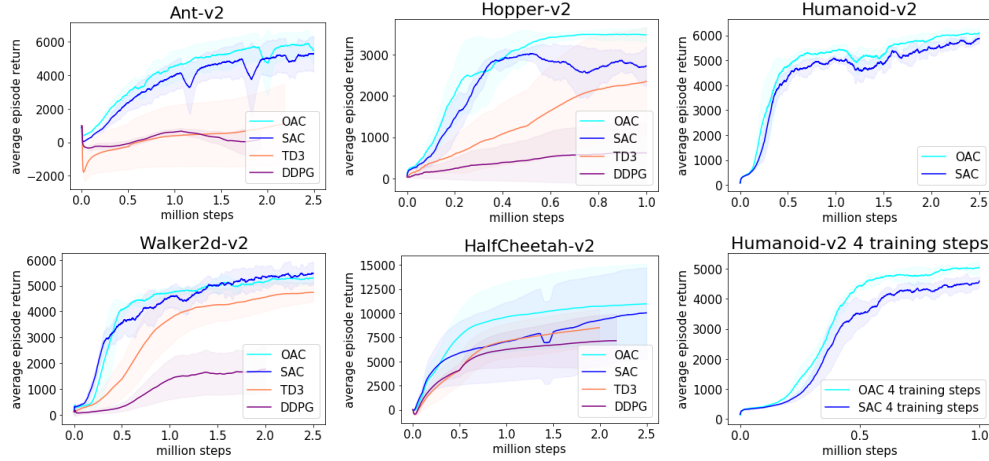 Ant-v2
average episode return
6000
4000
2000
0
−2000
0.0 0.5 1.0 1.5 2.0 2.5
million steps
OAC
SAC
TD3
DDPG
Hopper-v2
average episode return
3000
2000
1000
0
0.0 0.2 0.4 0.6 0.8 1.0
million steps
OAC
SAC
TD3
DDPG
Humanoid-v2
average episode return
6000
5000
4000
3000
2000
1000
0
0.0 0.5 1.0 1.5 2.0 2.5
million steps
OAC
SAC
Walker2d-v2
average episode return
6000
5000
4000
3000
2000
1000
0
0.0 0.5 1.0 1.5 2.0 2.5
million steps
OAC
SAC
TD3
DDPG
HalfCheetah-v2
average episode return
15000
12500
10000
7500
5000
2500
0
0.0 0.5 1.0 1.5 2.0 2.5
million steps
OAC
SAC
TD3
DDPG
Humanoid-v2 4 training steps
average episode return
5000
4000
3000
2000
1000
0
0.0 0.5 1.0
million steps
OAC 4 training steps
SAC 4 training steps